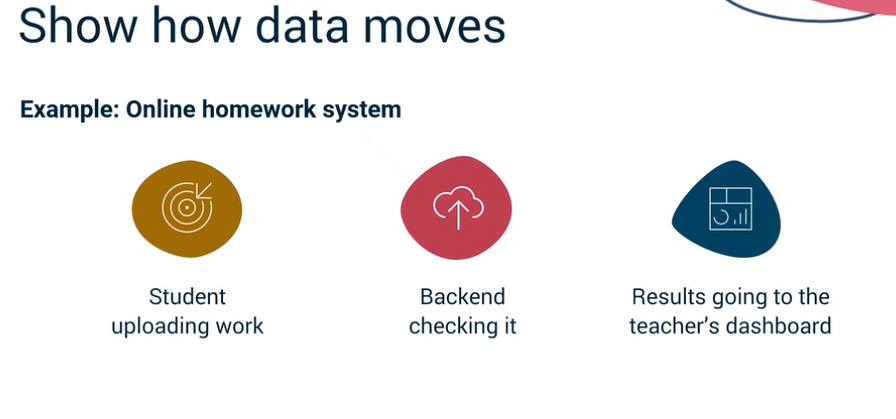 Show how data moves
Example: Online homework system
Student
uploading work
Backend
checking it
Results going to the
teacher’s dashboard